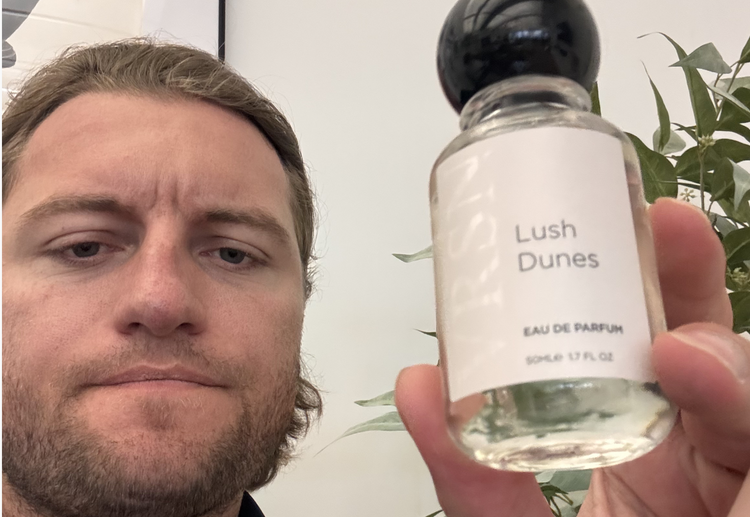 Lush
Dunes
EAU DE PARFUM
50ML℮ 1.7 FL OZ